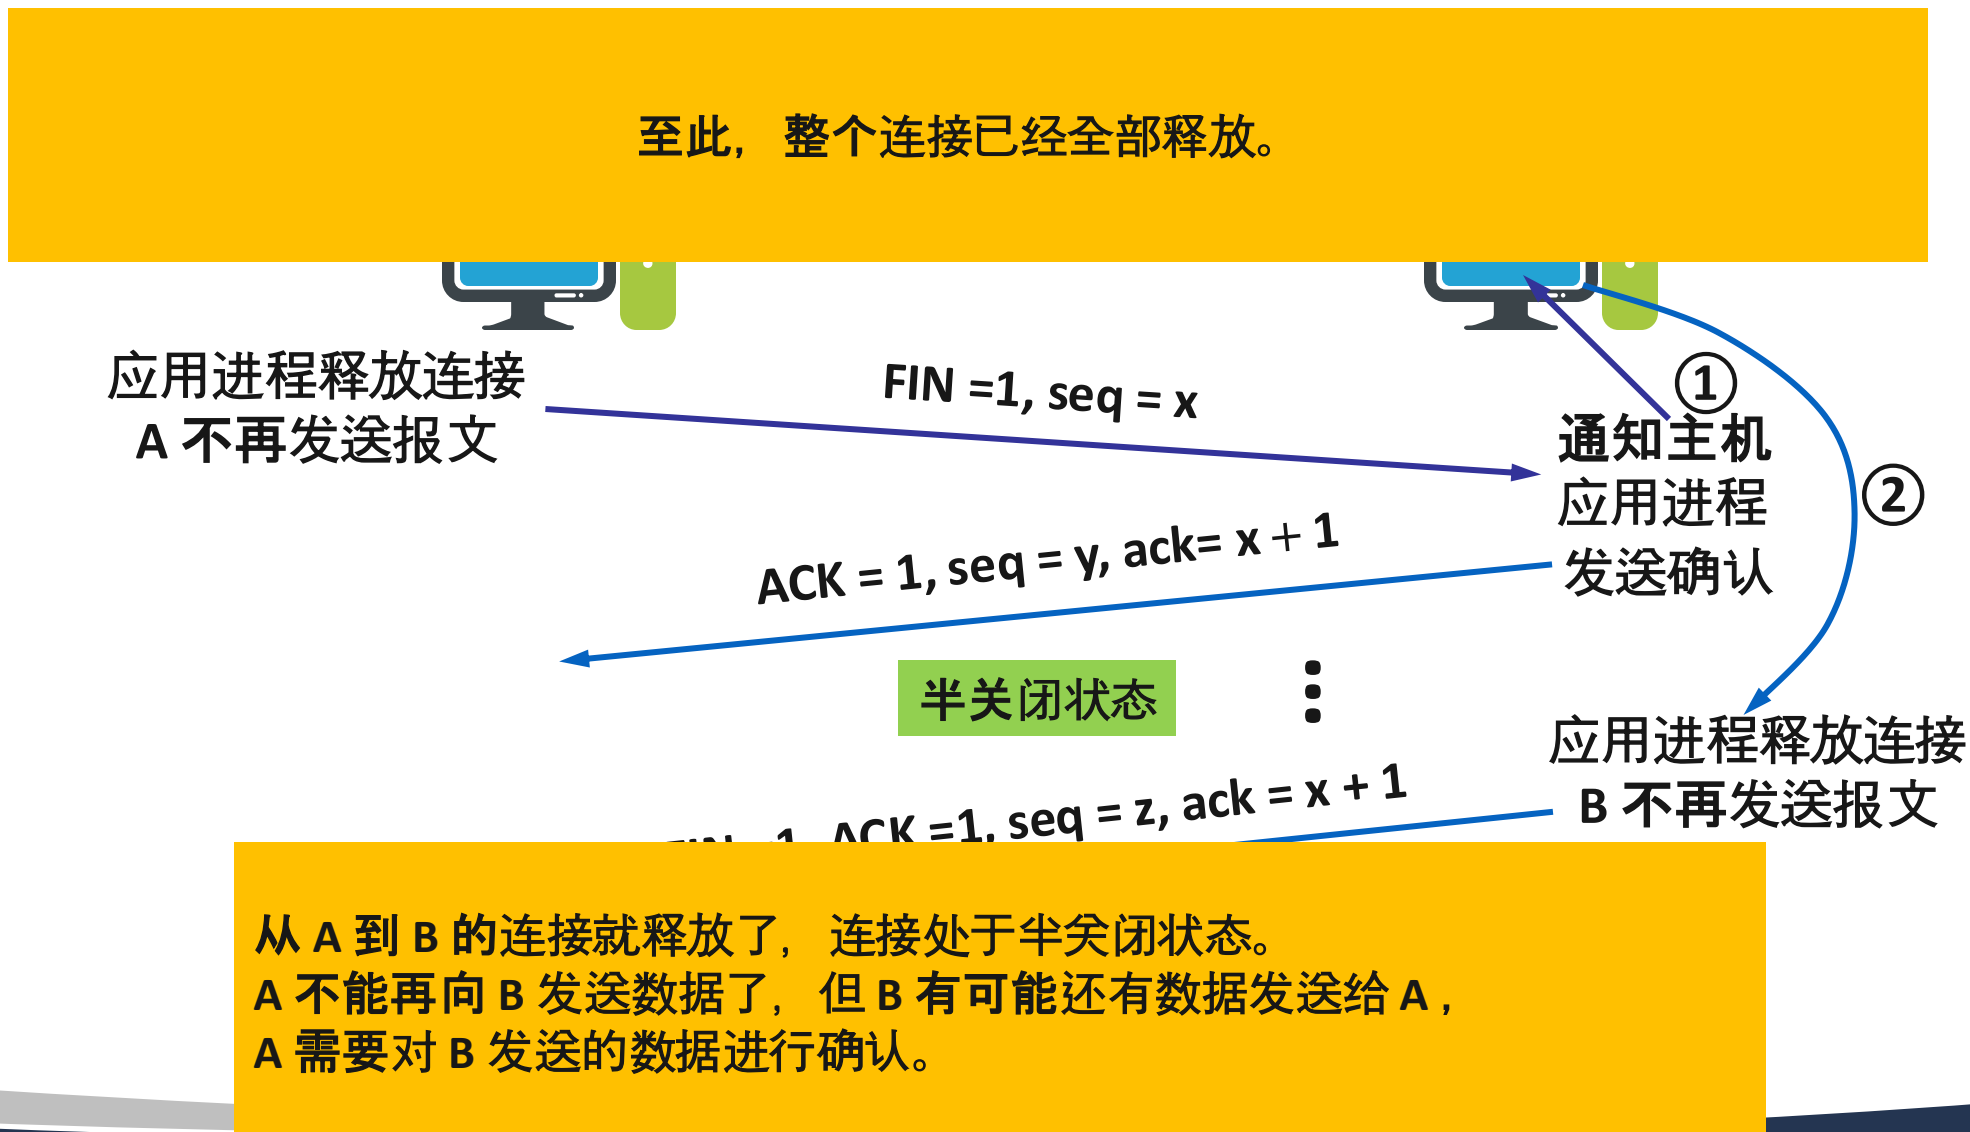 至此，整个连接已经全部释放。
应用进程释放连接
A 不再发送报文
FIN =1, seq = x
①
通知主机
应用进程
发送确认
②
ACK = 1, seq = y, ack= x + 1
半关闭状态
应用进程释放连接
B 不再发送报文
ACK =1, seq = z, ack = x + 1
从 A 到 B 的连接就释放了，连接处于半关闭状态。
A 不能再向 B 发送数据了，但 B 有可能还有数据发送给 A，
A 需要对 B 发送的数据进行确认。